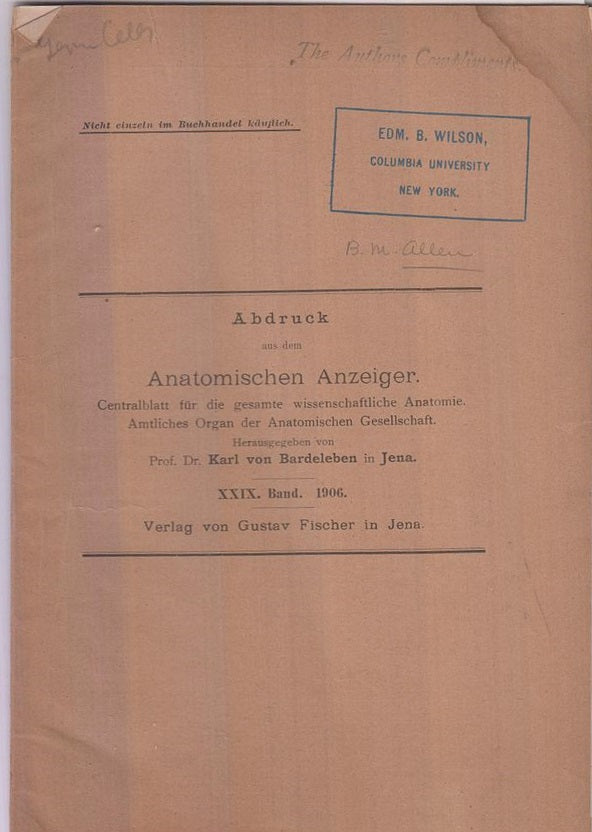 Germ Cells
The Authors Compliments.
Nicht einzeln im Buchhandel käuflich.
EDM. B. WILSON,
COLUMBIA UNIVERSITY
NEW YORK.
B. M. Allen
Abdruck
aus dem
Anatomischen Anzeiger.
Centralblatt für die gesamte wissenschaftliche Anatomie.
Amtliches Organ der Anatomischen Gesellschaft.
Herausgegeben von
Prof. Dr. Karl von Bardeleben in Jena.
XXIX. Band. 1906.
Verlag von Gustav Fischer in Jena.